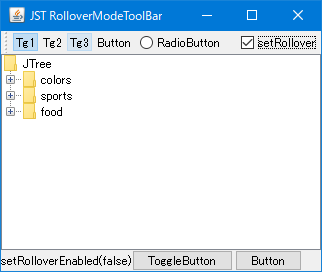 JST RolloverModeToolBar
Tg1 Tg2 Tg3 Button RadioButton setRollover
JTree
colors
sports
food
setRolloverEnabled(false) ToggleButton Button